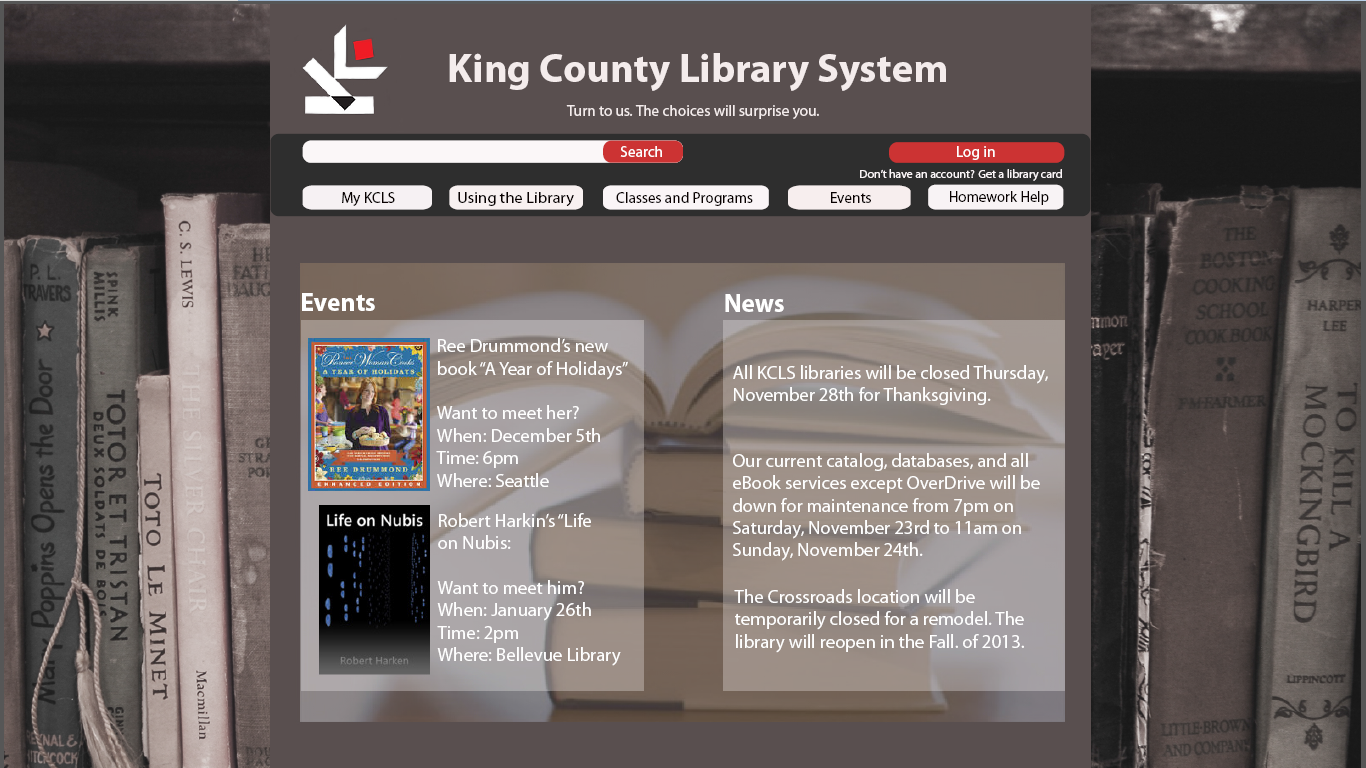 King County Library System
Turn to us. The choices will surprise you.
Search
Log in
Don't have an account? Get a library card
My KCLS
Using the Library
Classes and Programs
Events
Homework Help
Events
Pioneer Woman Cooks
A YEAR OF HOLIDAYS
REE DRUMMOND
ENHANCED EDITION
Ree Drummond's new
book “A Year of Holidays”
Want to meet her?
When: December 5th
Time: 6pm
Where: Seattle
Life on Nubis
Robert Harken
Robert Harkin's “Life
on Nubis:
Want to meet him?
When: January 26th
Time: 2pm
Where: Bellevue Library
News
All KCLS libraries will be closed Thursday,
November 28th for Thanksgiving.
Our current catalog, databases, and all
eBook services except OverDrive will be
down for maintenance from 7pm on
Saturday, November 23rd to 11am on
Sunday, November 24th.
The Crossroads location will be
temporarily closed for a remodel. The
library will reopen in the Fall. of 2013.
P. L.
TRAVERS
Mary Poppins Opens the Door
SPINK
MILLIS
TOTOR ET TRISTAN
DEUX SOLDATS DE BOIS
TOTO LE MINET
C. S. LEWIS
THE SILVER CHAIR
Macmillan
THE
BOSTON
COOKING
SCHOOL
COOK BOOK
FARMER
LITTLE·BROWN
AND COMPANY
HARPER
LEE
TO KILL A
MOCKINGBIRD
LIPPINCOTT